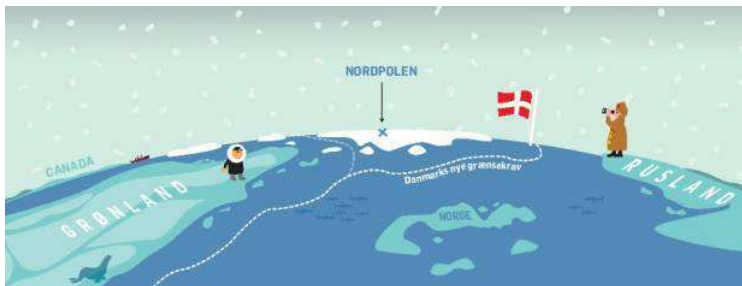 NORDPOLEN
CANADA
GRØNLAND
Danmarks nye grænsekrav
NORGE
RUSLAND